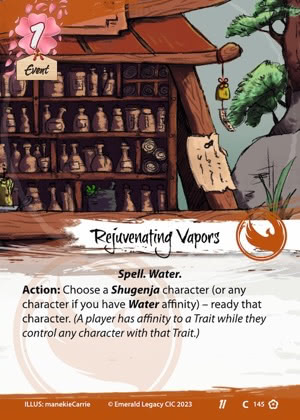 1
Event
Rejuvenating Vapors
Spell. Water.
Action: Choose a Shugenja character (or any
character if you have Water affinity) – ready that
character. (A player has affinity to a Trait while they
control any character with that Trait.)
ILLUS: manekieCarrie © Emerald Legacy CIC 2023 C 145